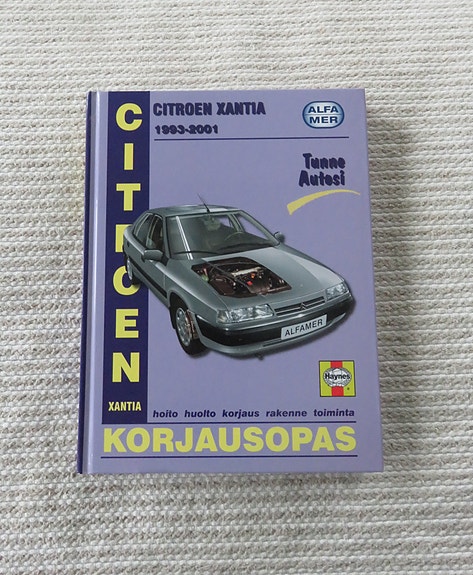 CITROEN
XANTIA
CITROEN XANTIA
1993-2001
ALFA
MER
Tunne
Autosi
ALFAMER
Haynes
hoito huolto korjaus rakenne toiminta
KORJAUSOPAS